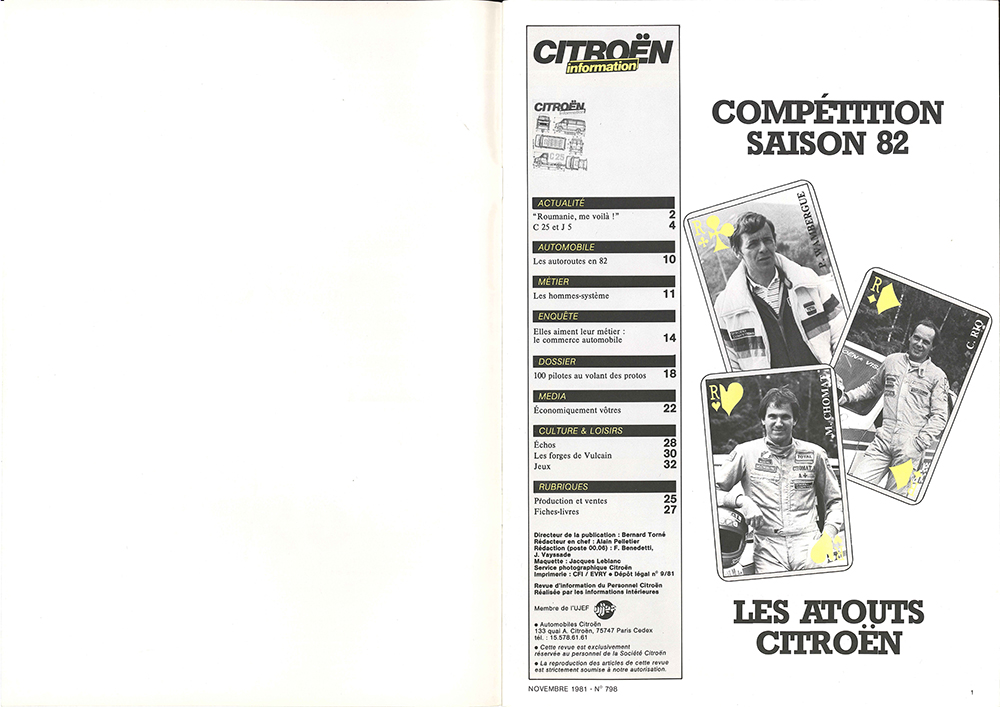 CITROËN
information
CITROËN
C 25
ACTUALITÉ
"Roumanie, me voilà !" 2
C 25 et J 5 4
AUTOMOBILE
Les autoroutes en 82 10
MÉTIER
Les hommes-système 11
ENQUÊTE
Elles aiment leur métier :
le commerce automobile 14
DOSSIER
100 pilotes au volant des protos 18
MEDIA
Économiquement vôtres 22
CULTURE & LOISIRS
Échos 28
Les forges de Vulcain 30
Jeux 32
RUBRIQUES
Production et ventes 25
Fiches-livres 27
Directeur de la publication : Bernard Torné
Rédacteur en chef : Alain Pelletier
Rédaction (poste 00.06) : F. Benedetti,
J. Vayssade
Maquette : Jacques Leblanc
Service photographique Citroën
Imprimerie : CFI / EVRY ● Dépôt légal n° 9/81
Revue d'information du Personnel Citroën
Réalisée par les informations intérieures
Membre de l'UJEF ujjef
● Automobiles Citroën
133 quai A. Citroën, 75747 Paris Cedex
tél. : 15.578.61.61
● Cette revue est exclusivement
réservée au personnel de la Société Citroën
● La reproduction des articles de cette revue
est strictement soumise à notre autorisation.
NOVEMBRE 1981 - N° 798
COMPÉTITION
SAISON 82
R
P. WAMBERGUE
R
C. RIO
R
M. CHOMAT
TOTAL
CHOMAT
LES ATOUTS
CITROËN
1